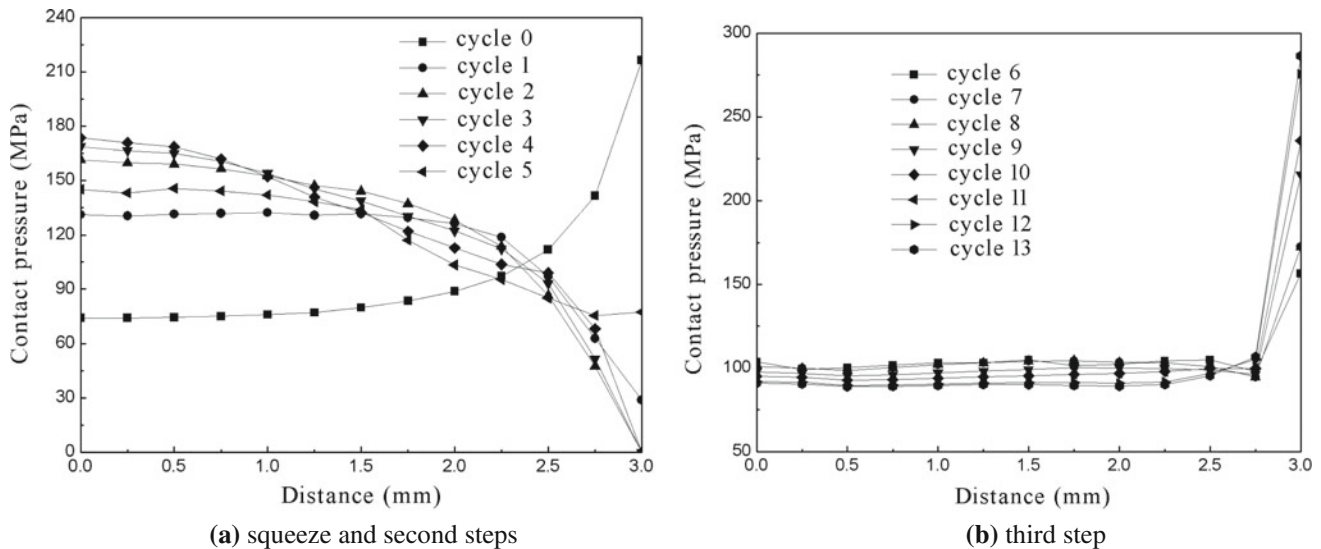 240
210
180
150
120
90
60
30
0
Contact pressure (MPa)
cycle 0
cycle 1
cycle 2
cycle 3
cycle 4
cycle 5
0.0 0.5 1.0 1.5 2.0 2.5 3.0
Distance (mm)
(a) squeeze and second steps
300
250
200
150
100
50
Contact pressure (MPa)
cycle 6
cycle 7
cycle 8
cycle 9
cycle 10
cycle 11
cycle 12
cycle 13
0.0 0.5 1.0 1.5 2.0 2.5 3.0
Distance (mm)
(b) third step